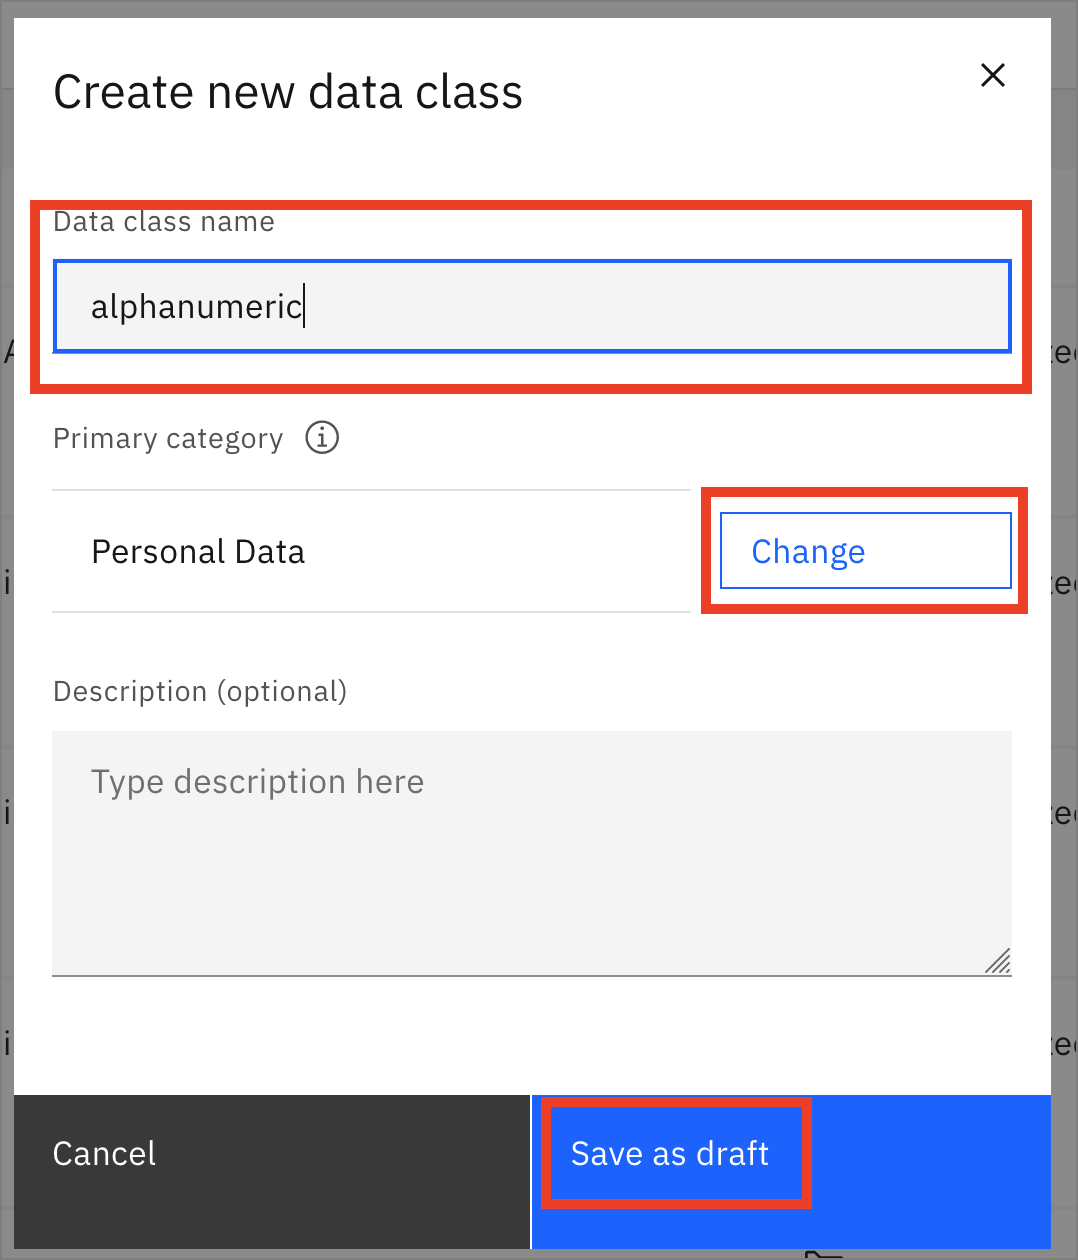 Create new data class
Data class name
alphanumeric
Primary category
Personal Data
Change
Description (optional)
Type description here
Cancel
Save as draft